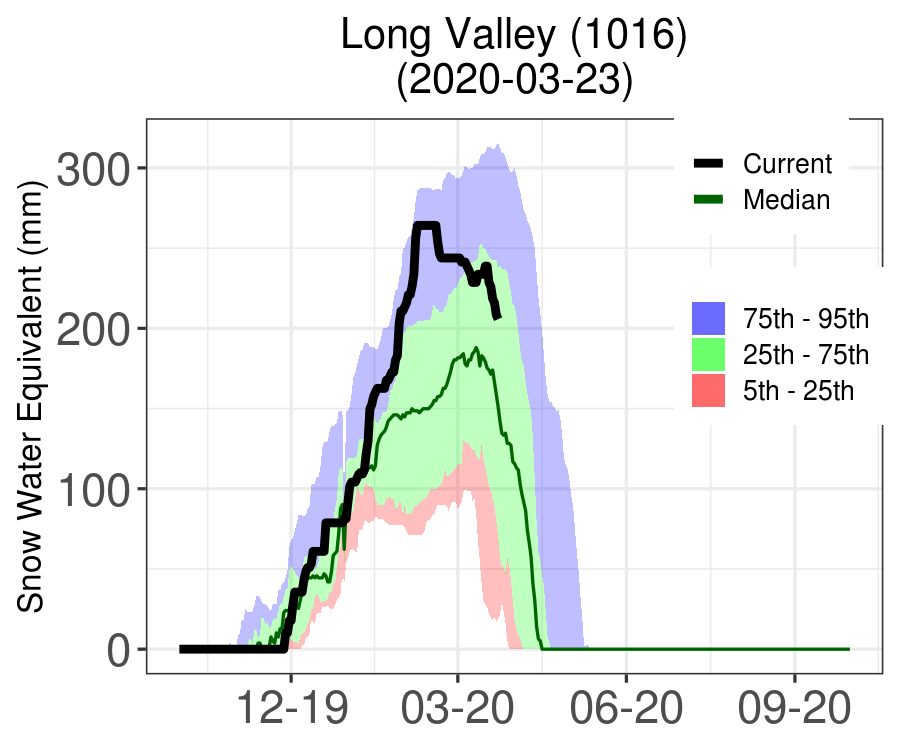 Long Valley (1016)
(2020-03-23)
Snow Water Equivalent (mm)
300
200
100
0
12-19
03-20
06-20
09-20
Current
Median
75th - 95th
25th - 75th
5th - 25th